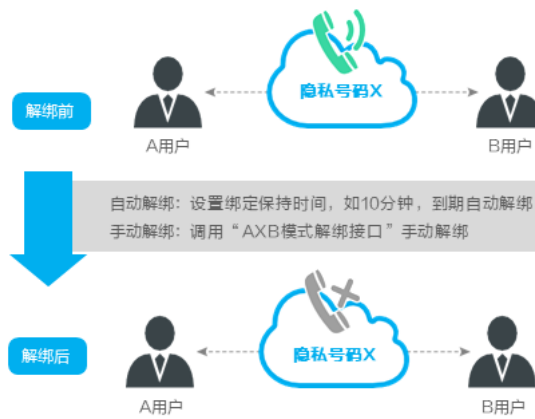 隐私号码X
解绑前
A用户
B用户
自动解绑：设置绑定保持时间，如10分钟，到期自动解绑
手动解绑：调用“AXB模式解绑接口”手动解绑
隐私号码X
解绑后
A用户
B用户